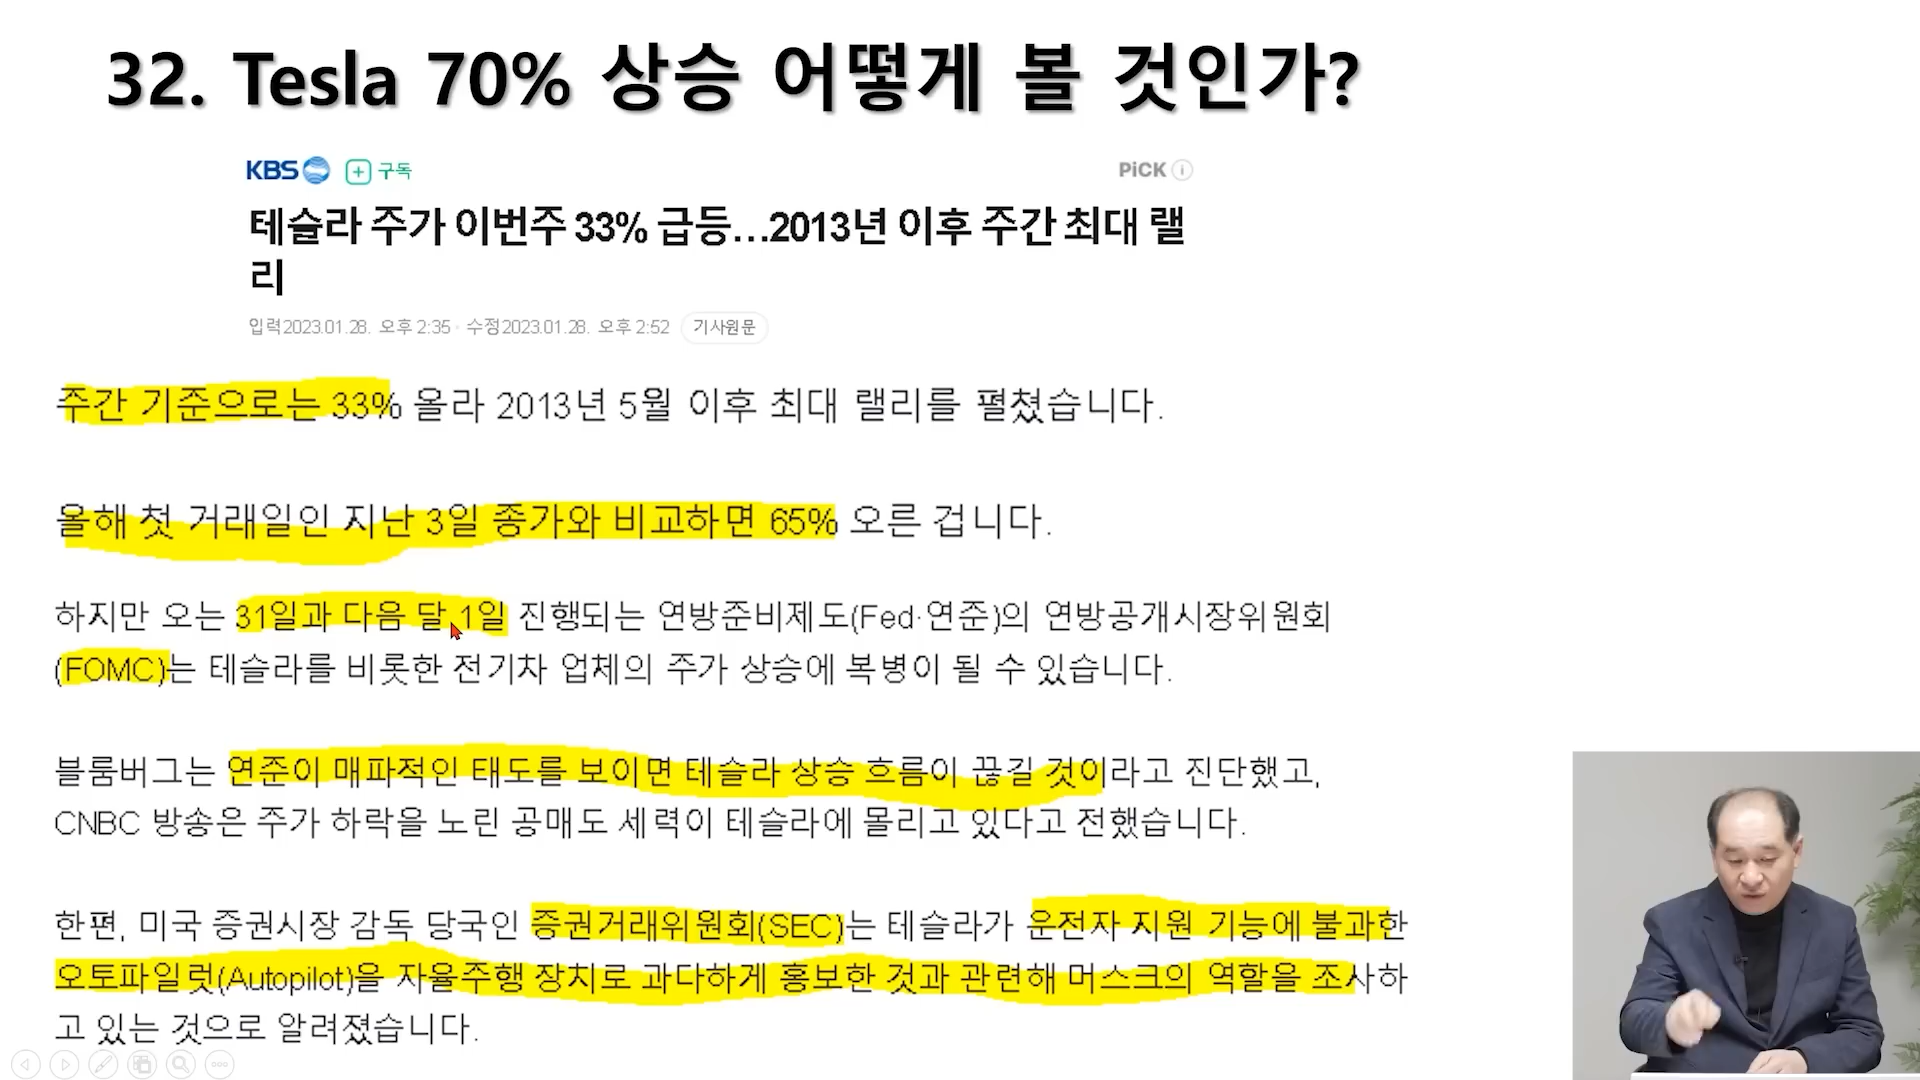 32. Tesla 70% 상승 어떻게 볼 것인가?
KBS 구독 PiCK
테슬라 주가 이번주 33% 급등…2013년 이후 주간 최대 랠
리
입력2023.01.28. 오후 2:35 · 수정2023.01.28. 오후 2:52 기사원문
주간 기준으로는 33% 올라 2013년 5월 이후 최대 랠리를 펼쳤습니다.
올해 첫 거래일인 지난 3일 종가와 비교하면 65% 오른 겁니다.
하지만 오는 31일과 다음 달 1일 진행되는 연방준비제도(Fed·연준)의 연방공개시장위원회
(FOMC)는 테슬라를 비롯한 전기차 업체의 주가 상승에 복병이 될 수 있습니다.
블룸버그는 연준이 매파적인 태도를 보이면 테슬라 상승 흐름이 끊길 것이라고 진단했고,
CNBC 방송은 주가 하락을 노린 공매도 세력이 테슬라에 몰리고 있다고 전했습니다.
한편, 미국 증권시장 감독 당국인 증권거래위원회(SEC)는 테슬라가 운전자 지원 기능에 불과한
오토파일럿(Autopilot)을 자율주행 장치로 과다하게 홍보한 것과 관련해 머스크의 역할을 조사하
고 있는 것으로 알려졌습니다.